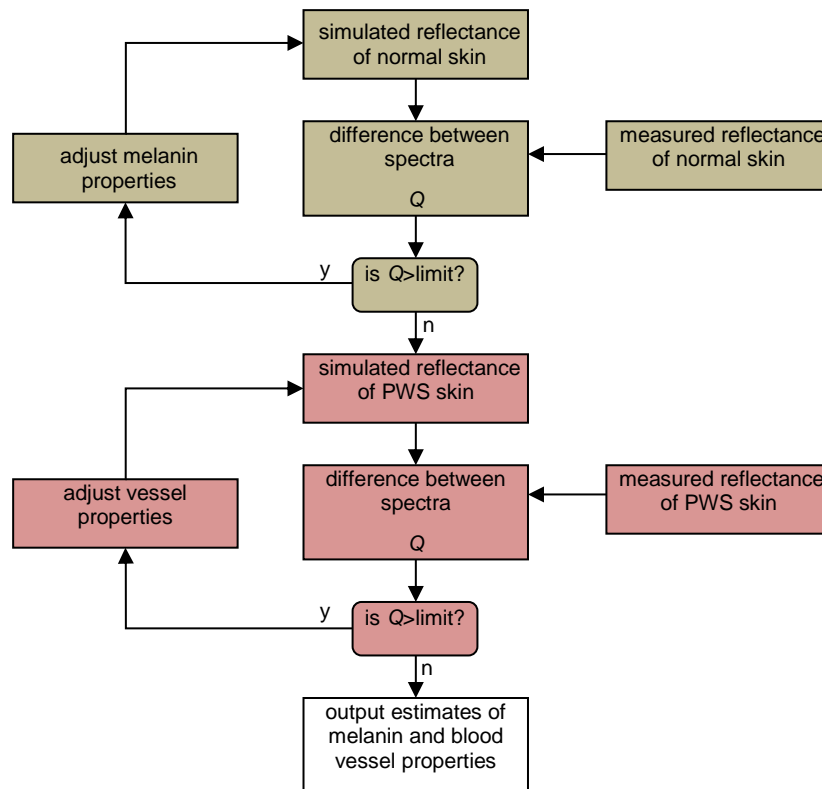 simulated reflectance
of normal skin
difference between
spectra
Q
measured reflectance
of normal skin
adjust melanin
properties
y
is Q>limit?
n
simulated reflectance
of PWS skin
difference between
spectra
Q
measured reflectance
of PWS skin
adjust vessel
properties
y
is Q>limit?
n
output estimates of
melanin and blood
vessel properties